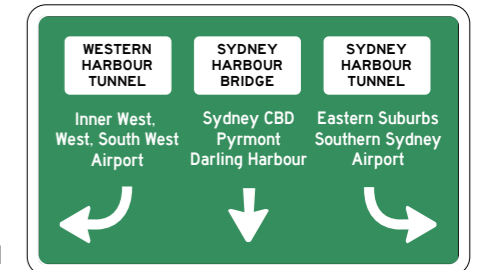 WESTERN
HARBOUR
TUNNEL
Inner West,
West, South West
Airport
SYDNEY
HARBOUR
BRIDGE
Sydney CBD
Pyrmont
Darling Harbour
SYDNEY
HARBOUR
TUNNEL
Eastern Suburbs
Southern Sydney
Airport